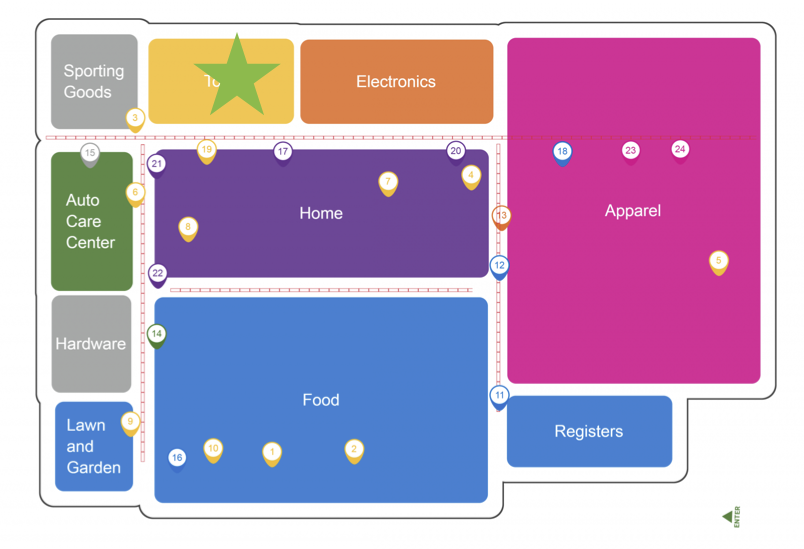 Sporting
Goods
Electronics
3
15
19
17
20
18
23
24
21
6
Auto
Care
Center
8
Home
7
4
13
Apparel
12
5
22
14
Hardware
Food
11
9
Lawn
and
Garden
16
10
1
2
Registers
ENTER